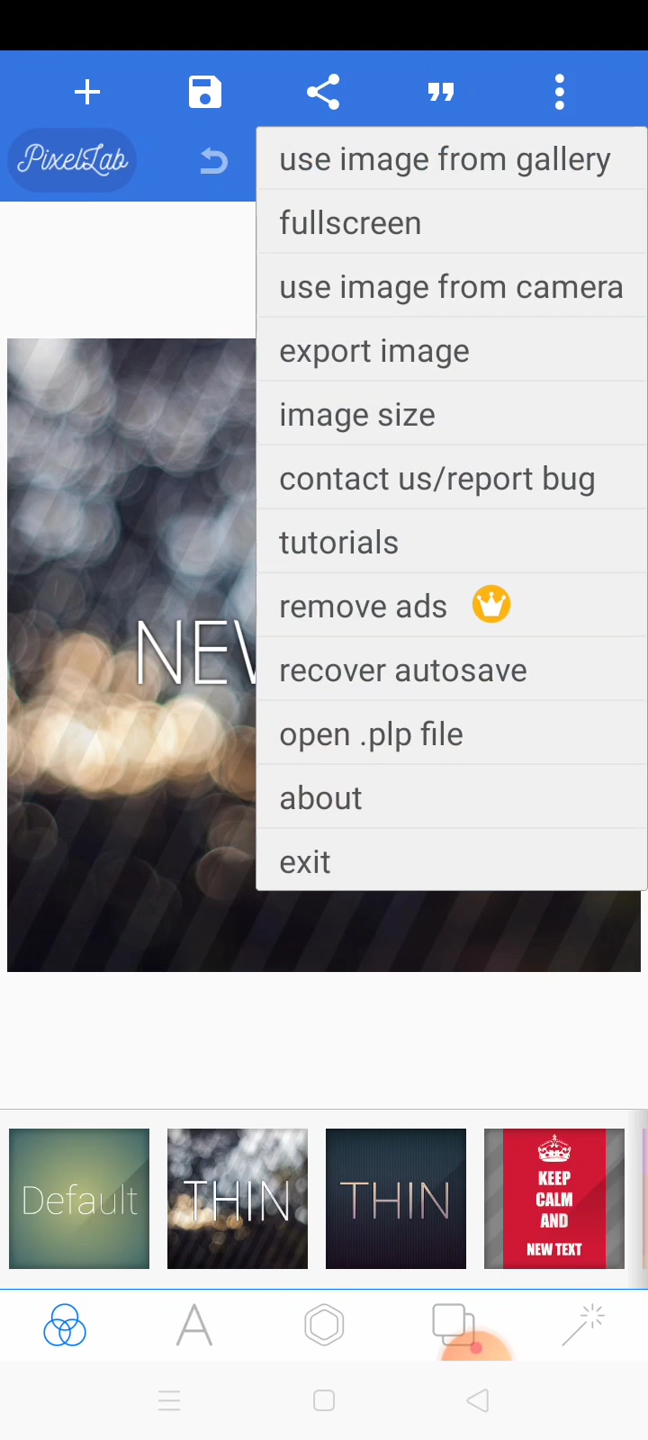 PixelLab
use image from gallery
fullscreen
use image from camera
export image
image size
contact us/report bug
tutorials
remove ads
recover autosave
open .plp file
about
exit
NEW
Default
THIN
THIN
KEEP
CALM
AND
NEW TEXT